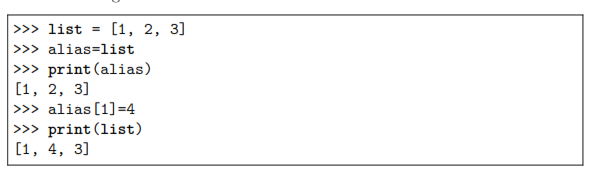 >>> list = [1, 2, 3]
>>> alias=list
>>> print(alias)
[1, 2, 3]
>>> alias[1]=4
>>> print(list)
[1, 4, 3]